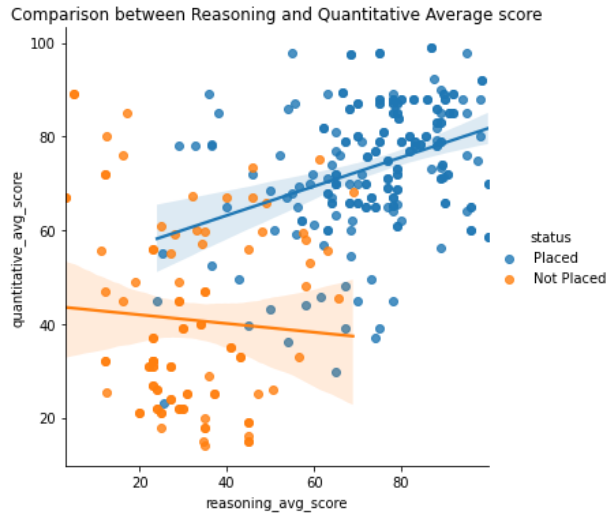 Comparison between Reasoning and Quantitative Average score
100
80
60
40
20
quantitative_avg_score
20
40
60
80
reasoning_avg_score
status
Placed
Not Placed